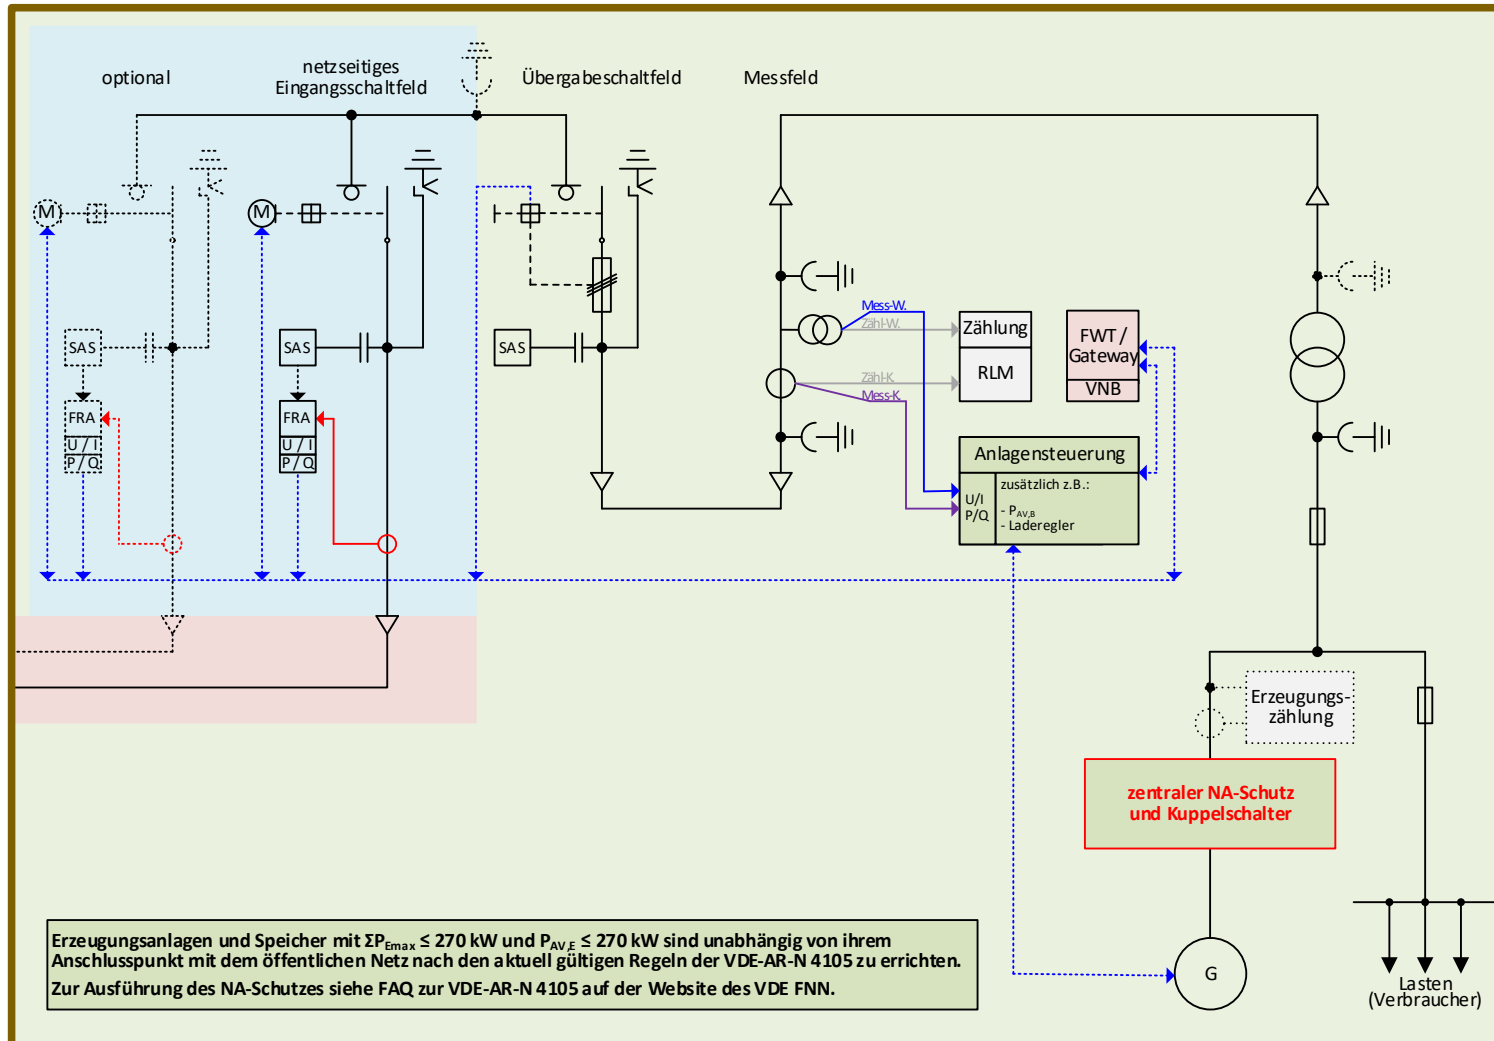 optional
netzseitiges
Eingangsschaltfeld
Übergabeschaltfeld
Messfeld
M
M
SAS
SAS
SAS
FRA
U / I
P / Q
FRA
U / I
P / Q
Mess-W.
Zähl-W.
Zähl-K.
Mess-K.
Zählung
RLM
FWT /
Gateway
VNB
Anlagensteuerung
U/I
P/Q
zusätzlich z.B.:
- PAV,B
- Laderegler
Erzeugungs-
zählung
zentraler NA-Schutz
und Kuppelschalter
G
Lasten
(Verbraucher)
Erzeugungsanlagen und Speicher mit ΣPEmax ≤ 270 kW und PAV,E ≤ 270 kW sind unabhängig von ihrem
Anschlusspunkt mit dem öffentlichen Netz nach den aktuell gültigen Regeln der VDE-AR-N 4105 zu errichten.
Zur Ausführung des NA-Schutzes siehe FAQ zur VDE-AR-N 4105 auf der Website des VDE FNN.